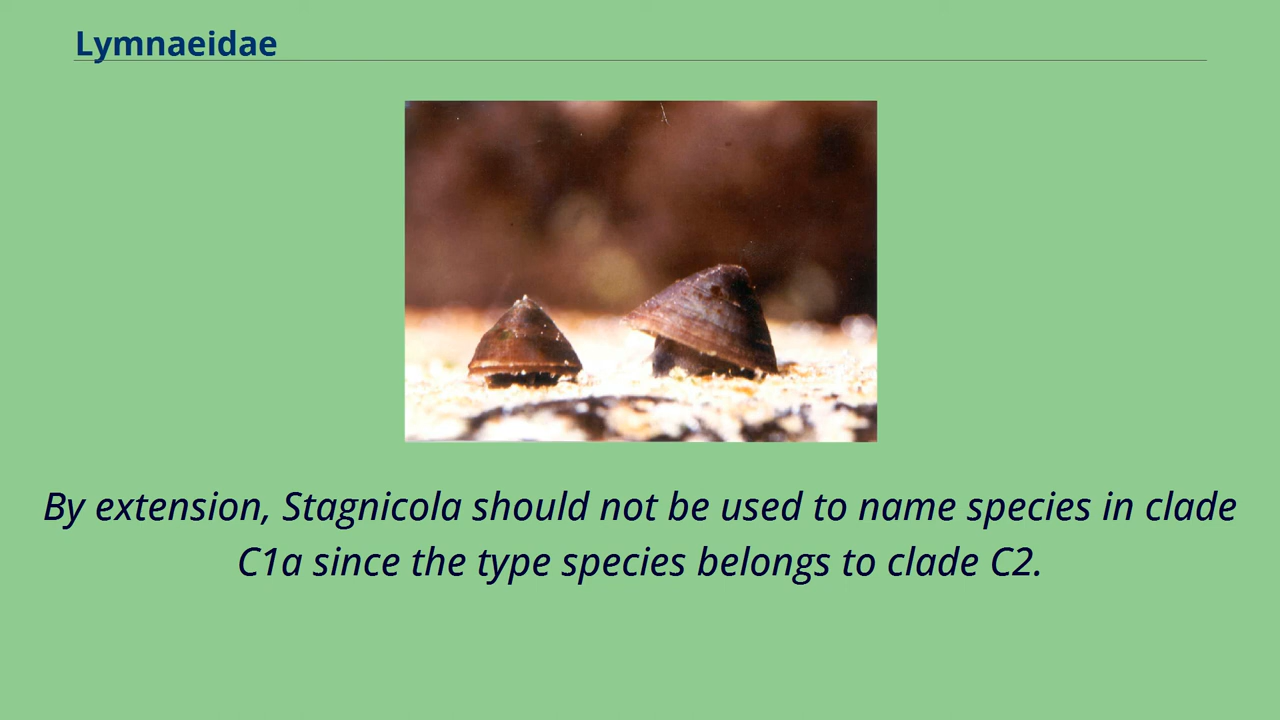 Lymnaeidae
By extension, Stagnicola should not be used to name species in clade
C1a since the type species belongs to clade C2.